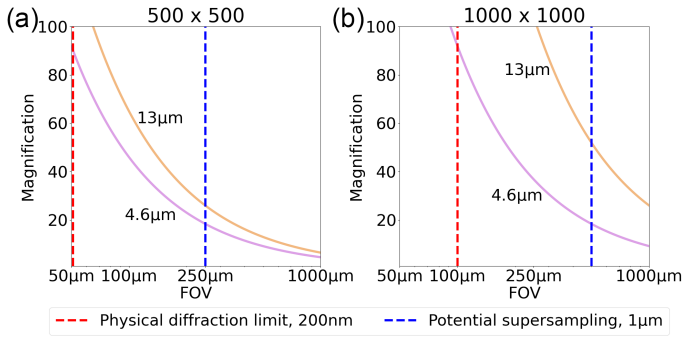 (a)
500 x 500
Magnification
100
80
60
40
20
13μm
4.6μm
50μm 100μm 250μm 1000μm
FOV
(b)
1000 x 1000
Magnification
100
80
60
40
20
13μm
4.6μm
50μm 100μm 250μm 1000μm
FOV
Physical diffraction limit, 200nm
Potential supersampling, 1μm